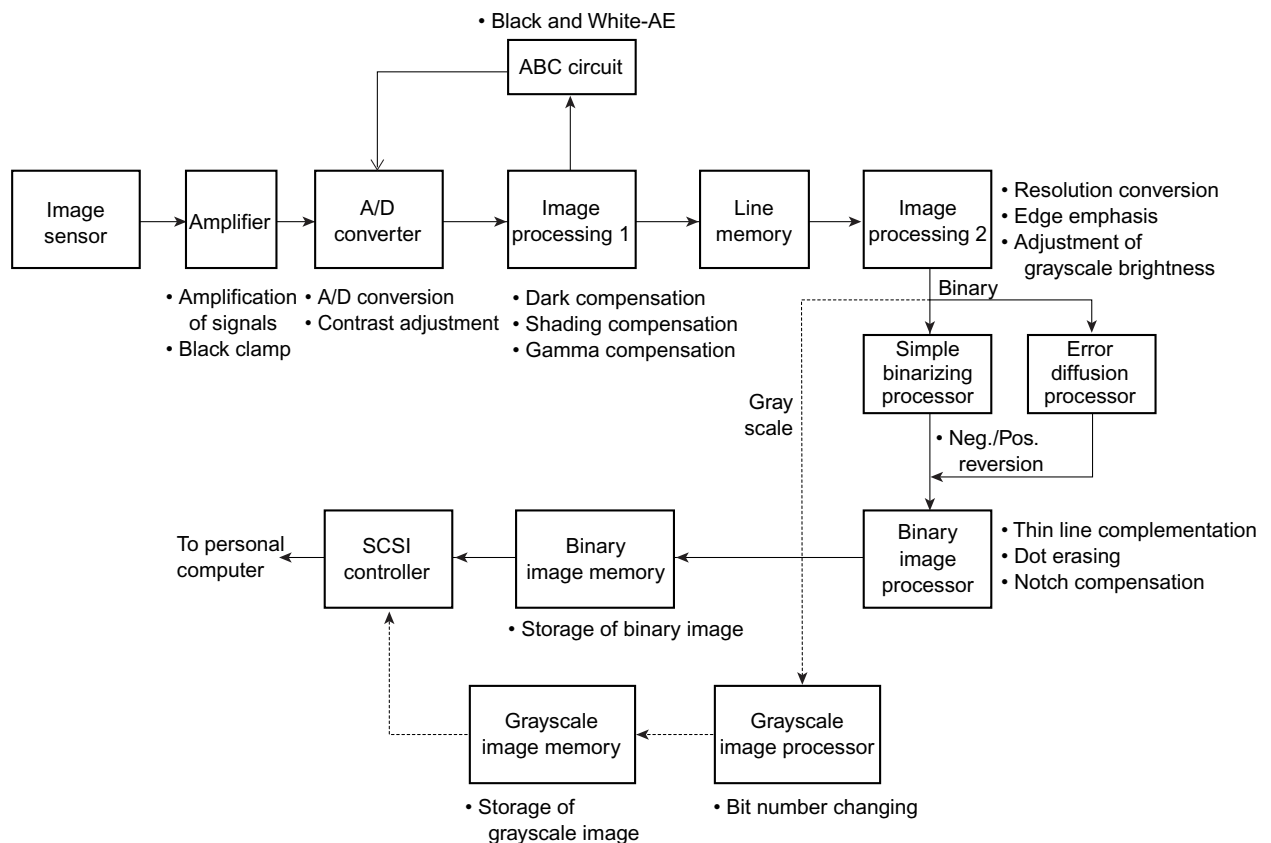 • Black and White-AE
ABC circuit
Image
sensor
Amplifier
A/D
converter
Image
processing 1
Line
memory
Image
processing 2
• Resolution conversion
• Edge emphasis
• Adjustment of
grayscale brightness
• Amplification
of signals
• Black clamp
• A/D conversion
• Contrast adjustment
• Dark compensation
• Shading compensation
• Gamma compensation
Binary
Simple
binarizing
processor
Error
diffusion
processor
Gray
scale
• Neg./Pos.
reversion
To personal
computer
SCSI
controller
Binary
image memory
Binary
image
processor
• Thin line complementation
• Dot erasing
• Notch compensation
• Storage of binary image
Grayscale
image memory
Grayscale
image processor
• Storage of
grayscale image
• Bit number changing